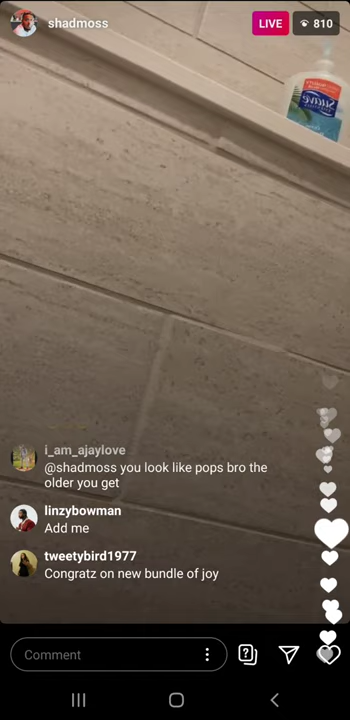 shadmoss
LIVE
810
Suave
i_am_ajaylove
@shadmoss you look like pops bro the
older you get
linzybowman
Add me
tweetybird1977
Congratz on new bundle of joy
Comment